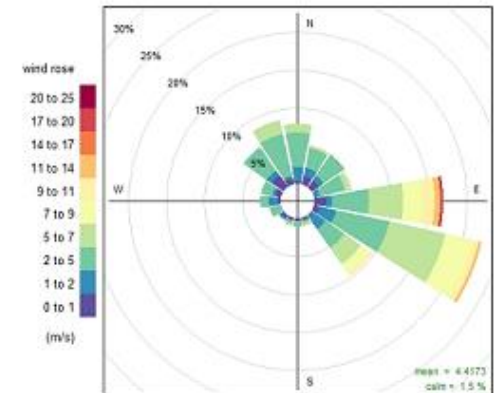 30%
25%
20%
15%
10%
5%
N
W
E
S
wind rose
20 to 25
17 to 20
14 to 17
11 to 14
9 to 11
7 to 9
5 to 7
2 to 5
1 to 2
0 to 1
(m/s)
mean = 4.4173
calm = 1.5 %